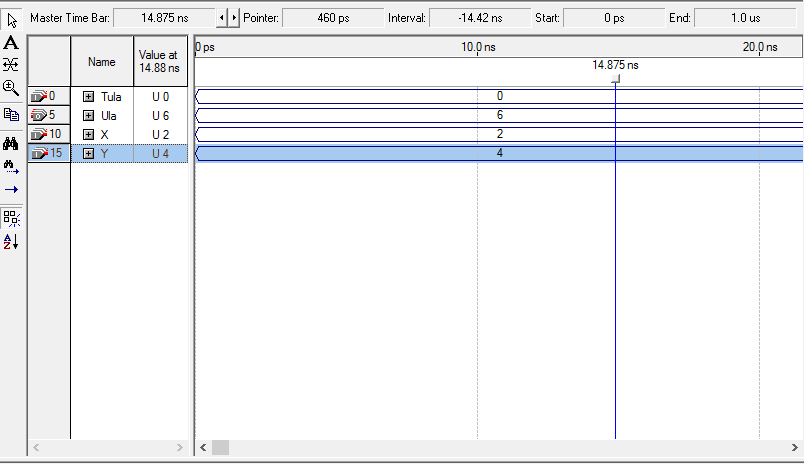 Master Time Bar: 14.875 ns Pointer: 460 ps Interval: -14.42 ns Start: 0 ps End: 1.0 us
Name Value at 14.88 ns
0 ps 10.0 ns 20.0 ns
14.875 ns
0 Tula U 0 0
5 Ula U 6 6
10 X U 2 2
15 Y U 4 4
A
A
Z